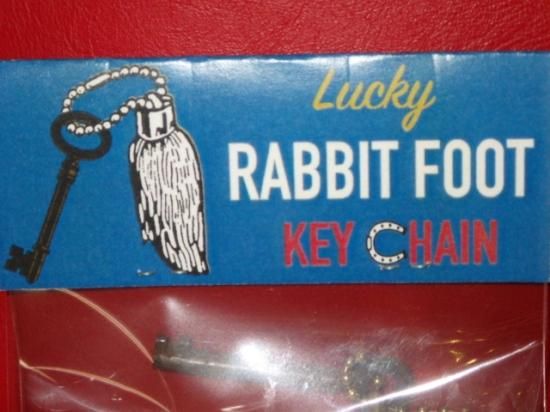 Lucky
RABBIT FOOT
KEY CHAIN